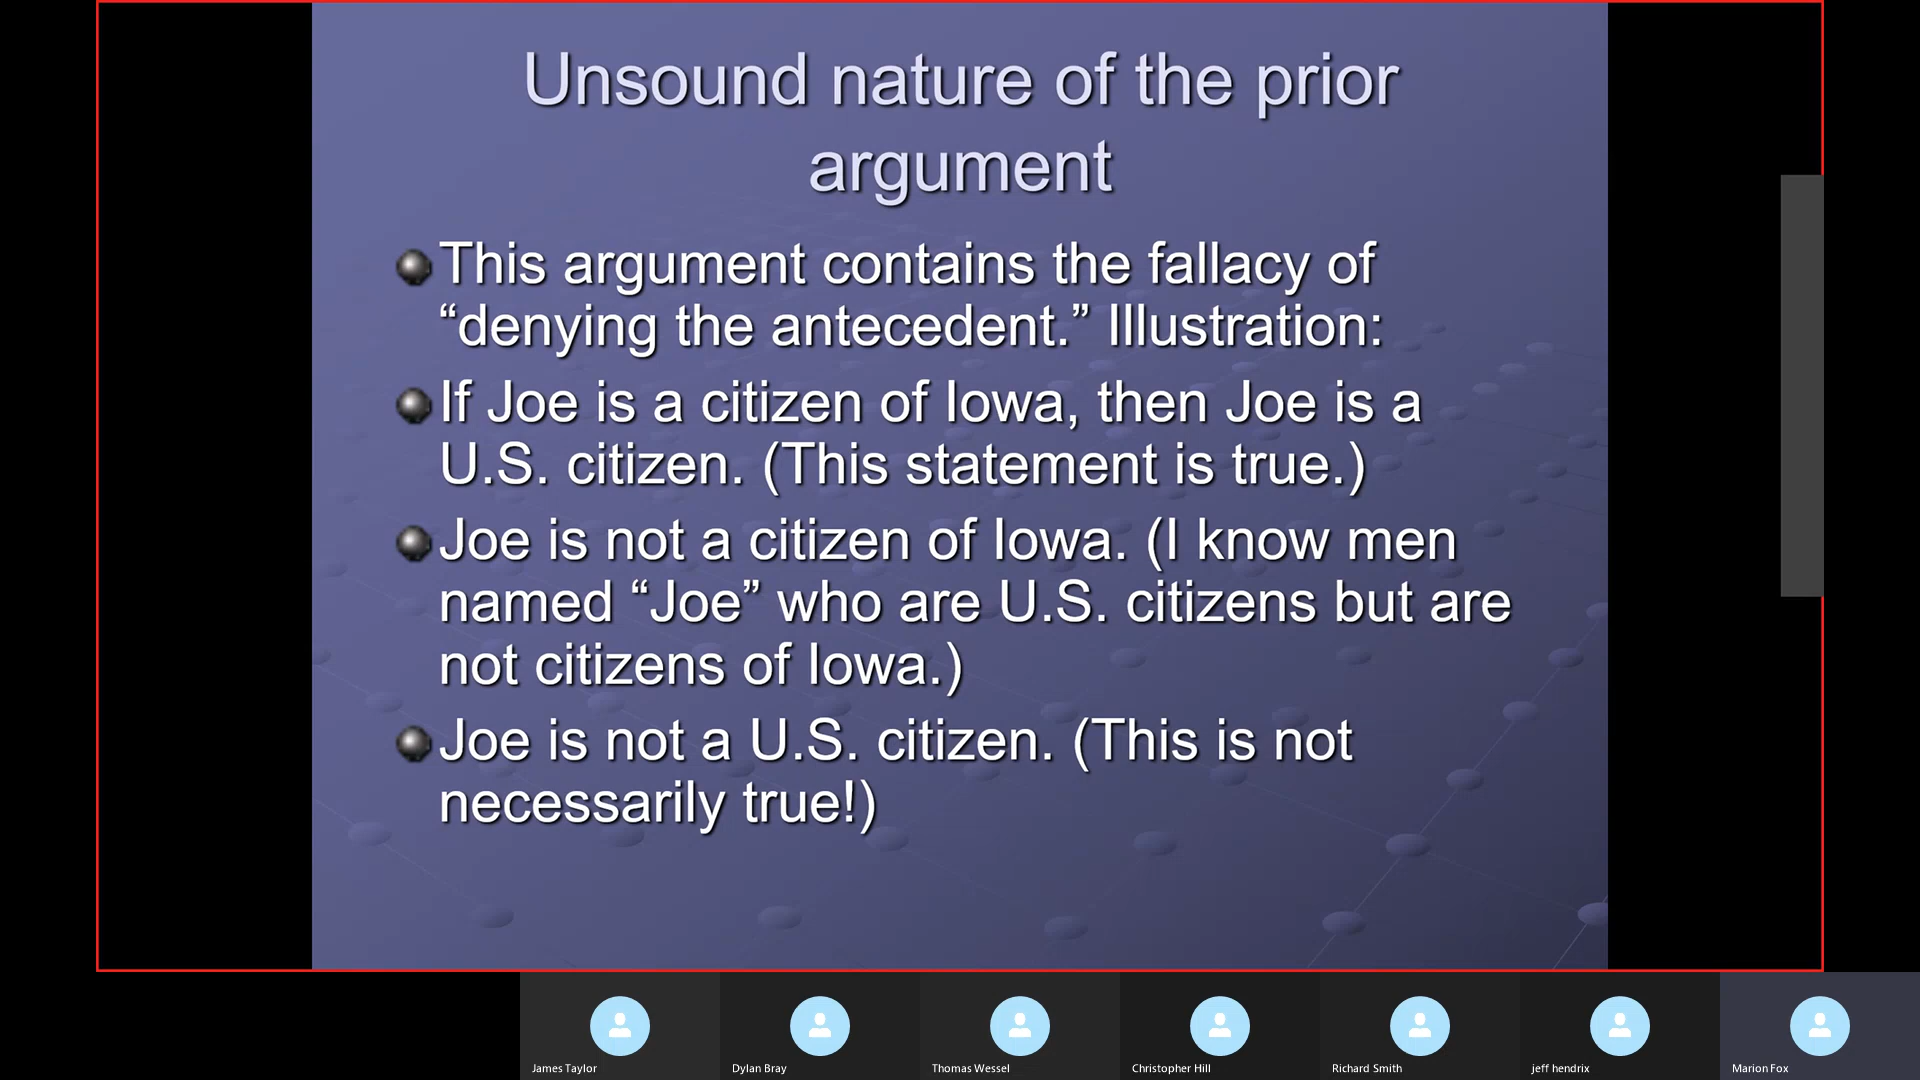 Unsound nature of the prior
argument
This argument contains the fallacy of
“denying the antecedent.” Illustration:
If Joe is a citizen of Iowa, then Joe is a
U.S. citizen. (This statement is true.)
Joe is not a citizen of Iowa. (I know men
named “Joe” who are U.S. citizens but are
not citizens of Iowa.)
Joe is not a U.S. citizen. (This is not
necessarily true!)
James Taylor
Dylan Bray
Thomas Wessel
Christopher Hill
Richard Smith
jeff hendrix
Marion Fox